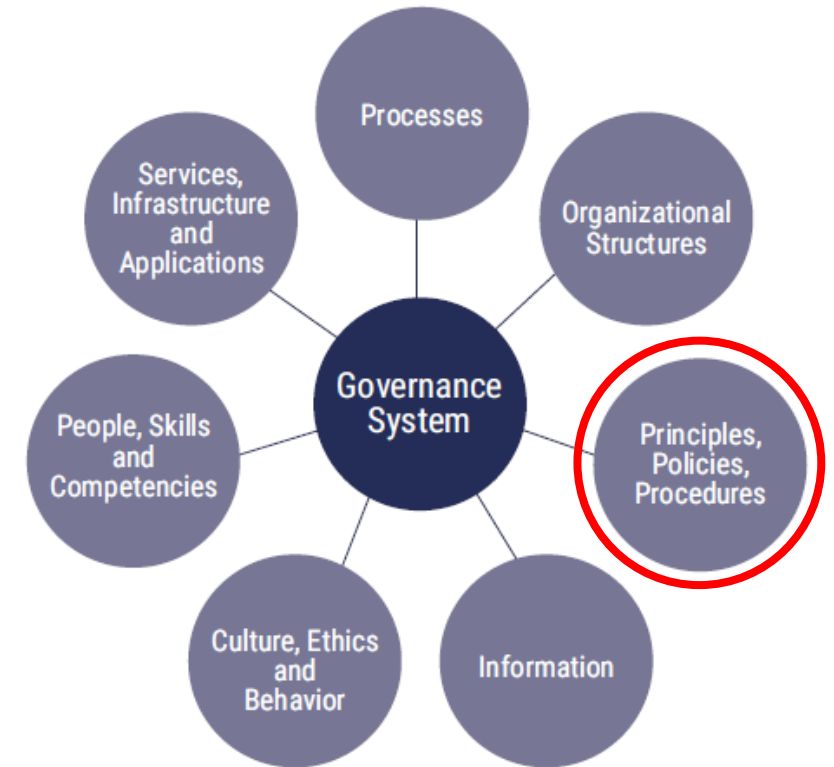 Processes
Organizational
Structures
Principles,
Policies,
Procedures
Information
Culture, Ethics
and
Behavior
People, Skills
and
Competencies
Services,
Infrastructure
and
Applications
Governance
System